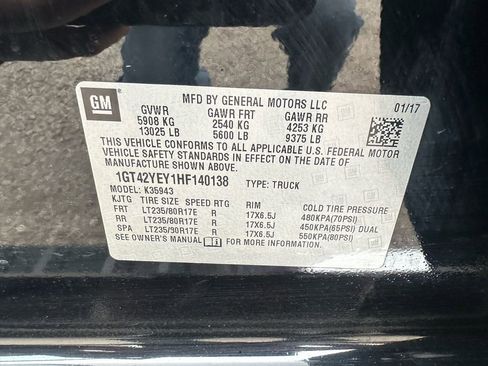 GM
MFD BY GENERAL MOTORS LLC
01/17
GVWR GAWR FRT GAWR RR
5908 KG 2540 KG 4253 KG
13025 LB 5600 LB 9375 LB
THIS VEHICLE CONFORMS TO ALL APPLICABLE U.S. FEDERAL MOTOR
VEHICLE SAFETY STANDARDS IN EFFECT ON THE DATE OF
MANUFACTURE SHOWN ABOVE.
1GT42YEY1HF140138 TYPE: TRUCK
MODEL: K35943
KJTG TIRE SIZE SPEED RTG RIM COLD TIRE PRESSURE
FRT LT235/80R17E R 17X6.5J 480KPA(70PSI)
RR LT235/80R17E R 17X6.5J 450KPA(65PSI) DUAL
SPA LT235/80R17E R 17X6.5J 550KPA(80PSI)
SEE OWNER'S MANUAL FOR MORE INFORMATION.